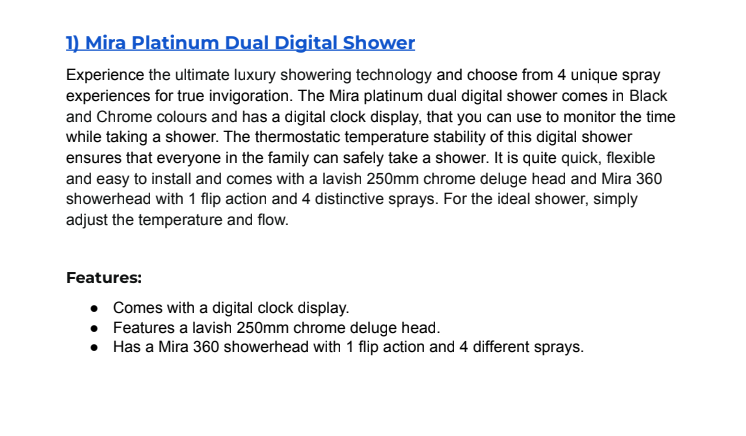 1) Mira Platinum Dual Digital Shower
Experience the ultimate luxury showering technology and choose from 4 unique spray
experiences for true invigoration. The Mira platinum dual digital shower comes in Black
and Chrome colours and has a digital clock display, that you can use to monitor the time
while taking a shower. The thermostatic temperature stability of this digital shower
ensures that everyone in the family can safely take a shower. It is quite quick, flexible
and easy to install and comes with a lavish 250mm chrome deluge head and Mira 360
showerhead with 1 flip action and 4 distinctive sprays. For the ideal shower, simply
adjust the temperature and flow.
Features:
● Comes with a digital clock display.
● Features a lavish 250mm chrome deluge head.
● Has a Mira 360 showerhead with 1 flip action and 4 different sprays.